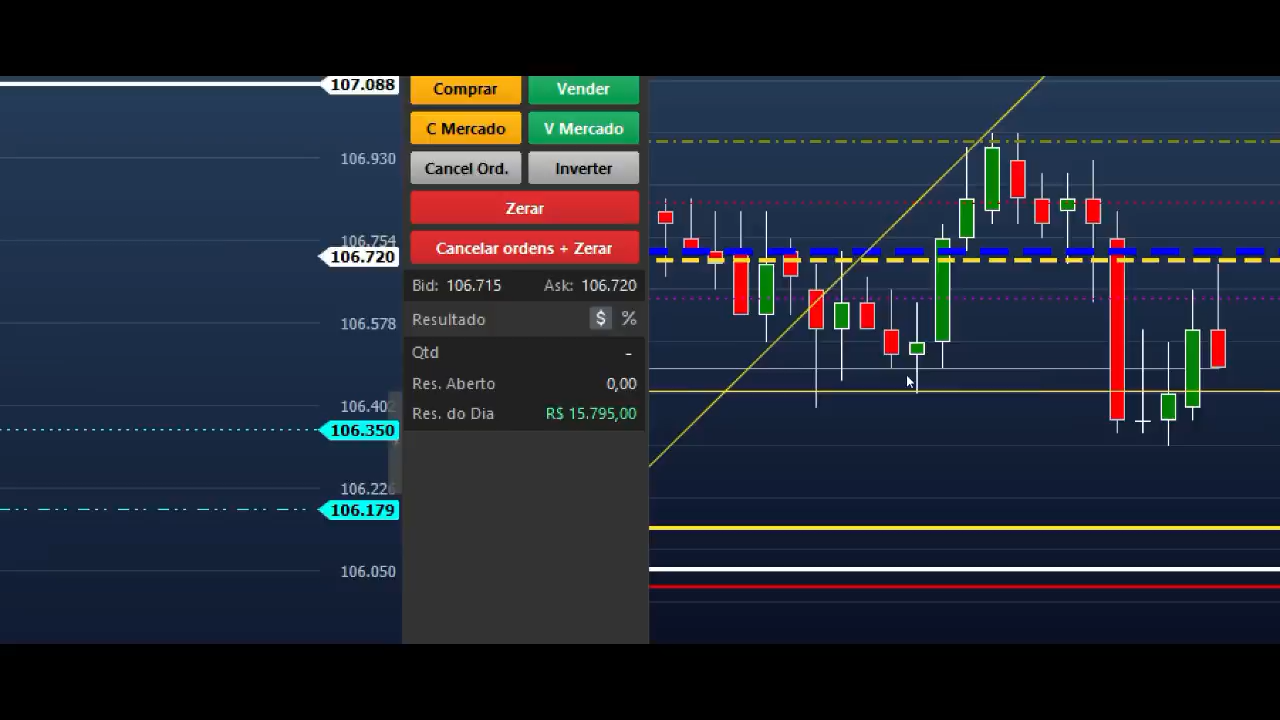 107.088
106.930
106.754
106.720
106.578
106.402
106.350
106.226
106.179
106.050
Comprar Vender
C Mercado V Mercado
Cancel Ord. Inverter
Zerar
Cancelar ordens + Zerar
Bid: 106.715 Ask: 106.720
Resultado $ %
Qtd -
Res. Aberto 0,00
Res. do Dia R$ 15.795,00